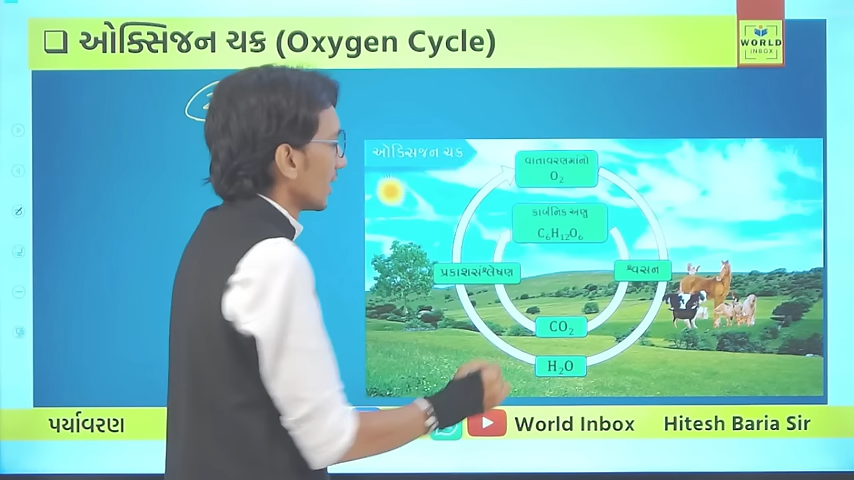 ❑ ઓક્સિજન ચક્ર (Oxygen Cycle)
WORLD
INBOX
ઓક્સિજન ચક્ર
વાતાવરણમાંનો
O₂
કાર્બનિક અણુ
C₆H₁₂O₆
પ્રકાશસંશ્લેષણ
શ્વસન
CO₂
H₂O
પર્યાવરણ
World Inbox
Hitesh Baria Sir